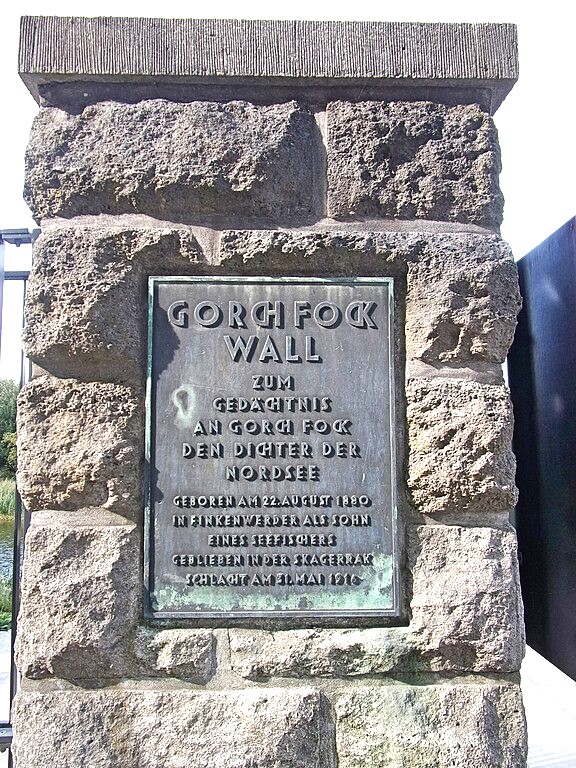 GORCH FOCK
WALL
ZUM
GEDÄCHTNIS
AN GORCH FOCK
DEN DICHTER DER
NORDSEE
GEBOREN AM 22. AUGUST 1880
IN FINKENWERDER ALS SOHN
EINES SEEFISCHERS
GEBLIEBEN IN DER SKAGERRAK
SCHLACHT AM 31. MAI 1916